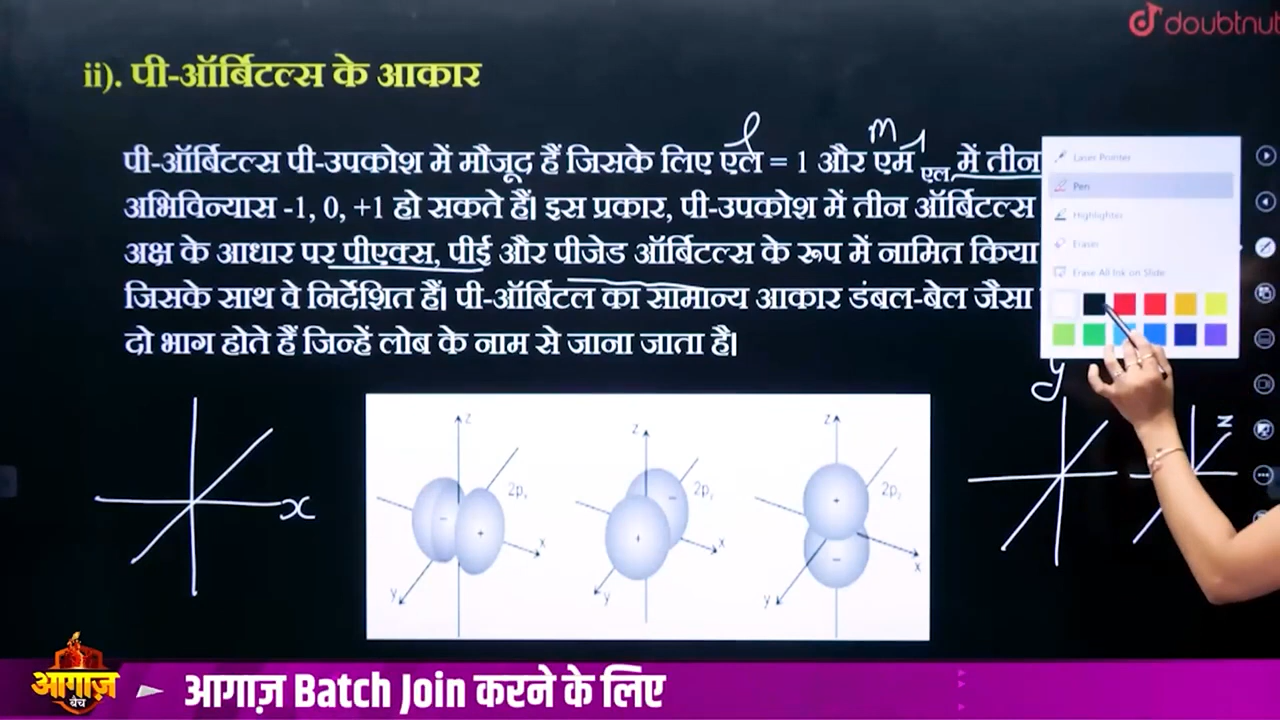 doubtnut
ii). पी-ऑर्बिटल्स के आकार
l
m
पी-ऑर्बिटल्स पी-उपकोश में मौजूद हैं जिसके लिए एल = 1 और एम एल में तीन
अभिविन्यास -1, 0, +1 हो सकते हैं। इस प्रकार, पी-उपकोश में तीन ऑर्बिटल्स
अक्ष के आधार पर पीएक्स, पीई और पीजेड ऑर्बिटल्स के रूप में नामित किया
जिसके साथ वे निर्देशित हैं। पी-ऑर्बिटल का सामान्य आकार डंबल-बेल जैसा
दो भाग होते हैं जिन्हें लोब के नाम से जाना जाता है।
Laser Pointer
Pen
Highlighter
Eraser
Erase All Ink on Slide
x
z
2pₓ
- +
x
y
z
- +
x
y
z
+
-
x
y
y
z
आगाज़
बैच
आगाज़ Batch Join करने के लिए